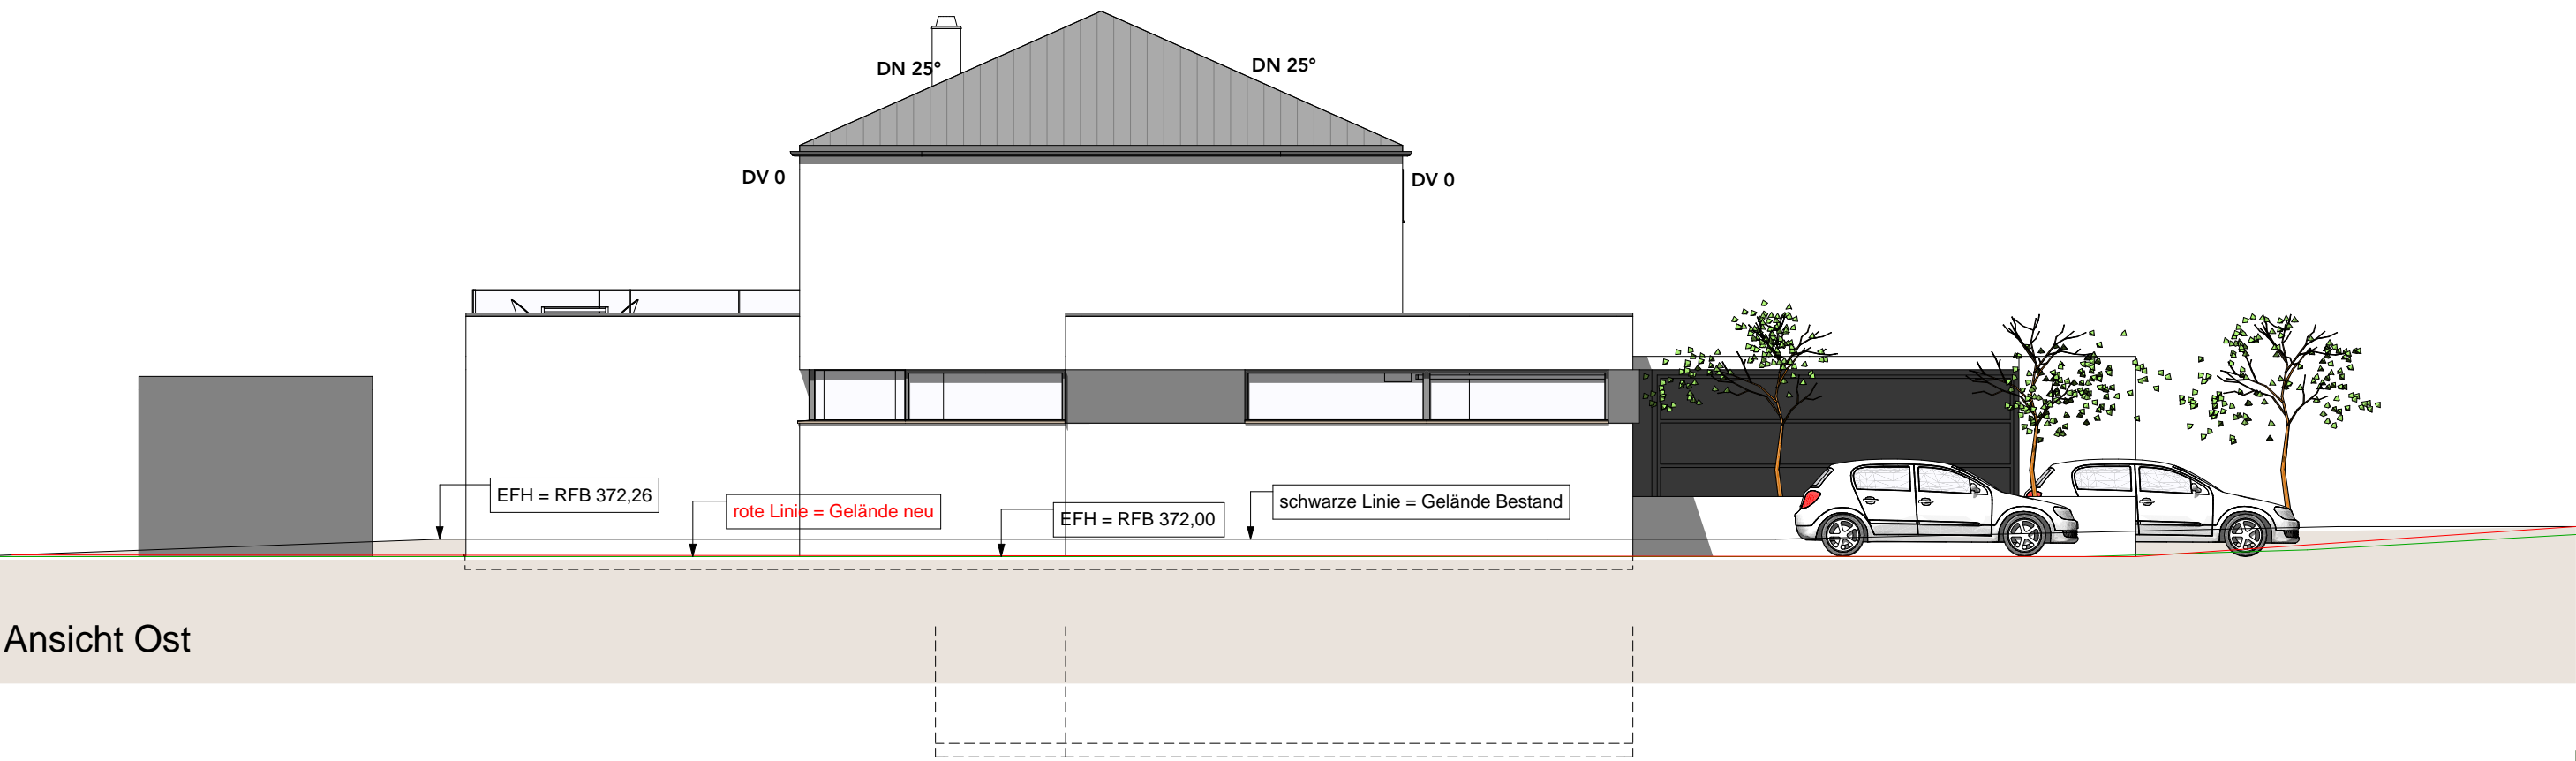 DN 25°
DN 25°
DV 0
DV 0
EFH = RFB 372,26
rote Linie = Gelände neu
EFH = RFB 372,00
schwarze Linie = Gelände Bestand
Ansicht Ost